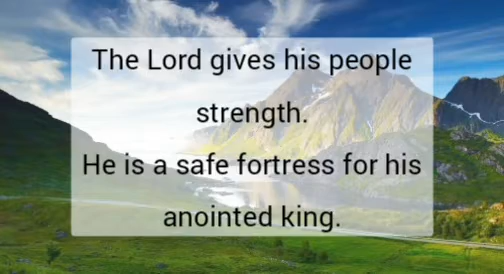 The Lord gives his people
strength.
He is a safe fortress for his
anointed king.